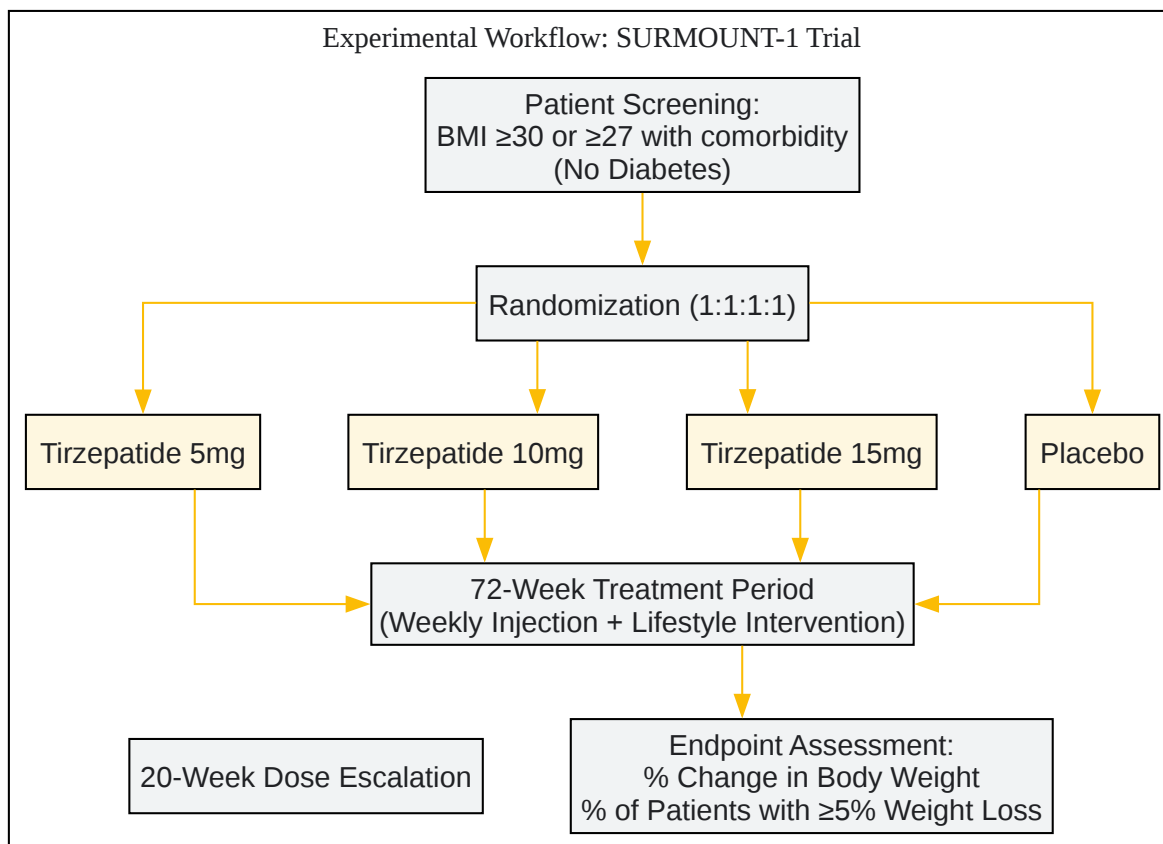 Experimental Workflow: SURMOUNT-1 Trial
Patient Screening:
BMI ≥30 or ≥27 with comorbidity
(No Diabetes)
Randomization (1:1:1:1)
Tirzepatide 5mg
Tirzepatide 10mg
Tirzepatide 15mg
Placebo
72-Week Treatment Period
(Weekly Injection + Lifestyle Intervention)
20-Week Dose Escalation
Endpoint Assessment:
% Change in Body Weight
% of Patients with ≥5% Weight Loss